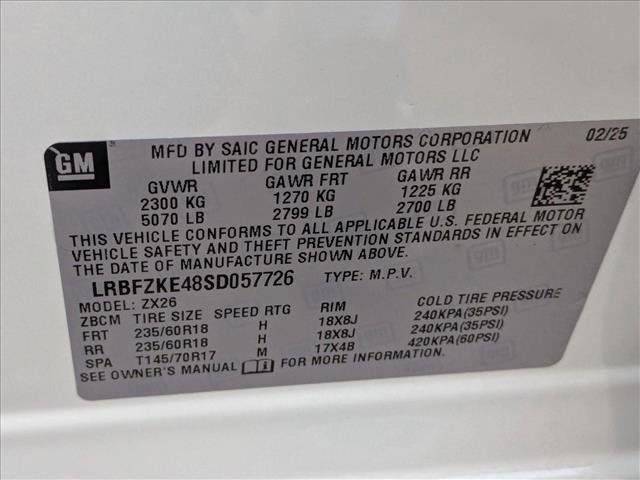 GM
MFD BY SAIC GENERAL MOTORS CORPORATION 02/25
LIMITED FOR GENERAL MOTORS LLC
GVWR GAWR FRT GAWR RR
2300 KG 1270 KG 1225 KG
5070 LB 2799 LB 2700 LB
THIS VEHICLE CONFORMS TO ALL APPLICABLE U.S. FEDERAL MOTOR
VEHICLE SAFETY AND THEFT PREVENTION STANDARDS IN EFFECT ON
THE DATE OF MANUFACTURE SHOWN ABOVE.
LRBFZKE48SD057726 TYPE: M.P.V.
MODEL: ZX26
ZBCM TIRE SIZE SPEED RTG RIM COLD TIRE PRESSURE
FRT 235/60R18 H 18X8J 240KPA(35PSI)
RR 235/60R18 H 18X8J 240KPA(35PSI)
SPA T145/70R17 M 17X4B 420KPA(60PSI)
SEE OWNER'S MANUAL FOR MORE INFORMATION.